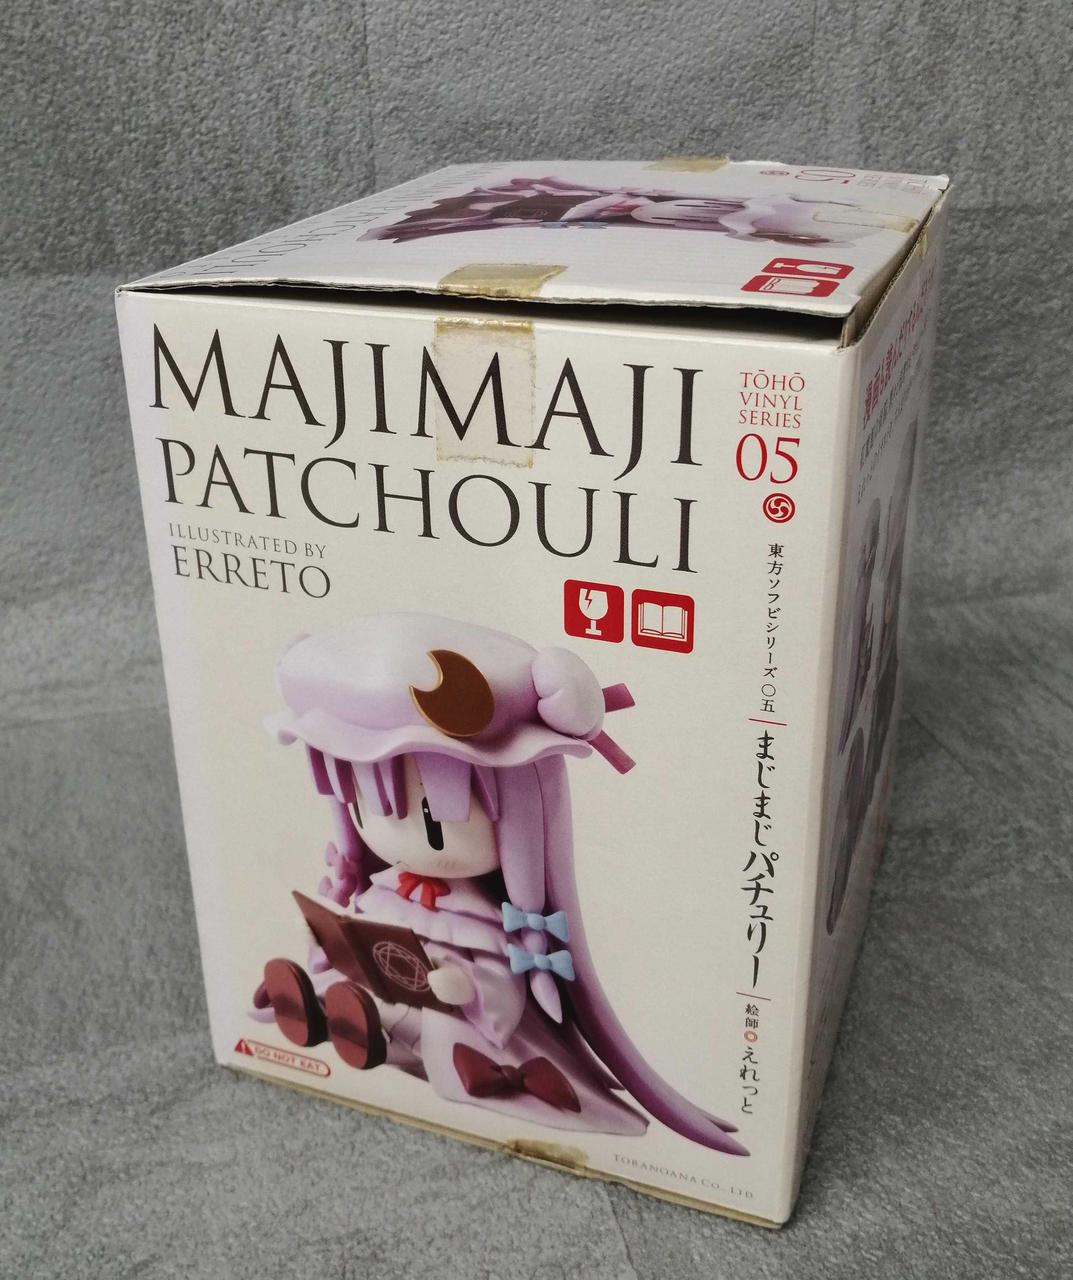 MAJIMAJI
PATCHOULI
ILLUSTRATED BY
ERRETO
TŌHŌ
VINYL
SERIES
05
東方ソフビシリーズ〇五
まじまじパチュリー
絵師◎えれっと
DO NOT EAT
TORANOANA CO., LTD.
05